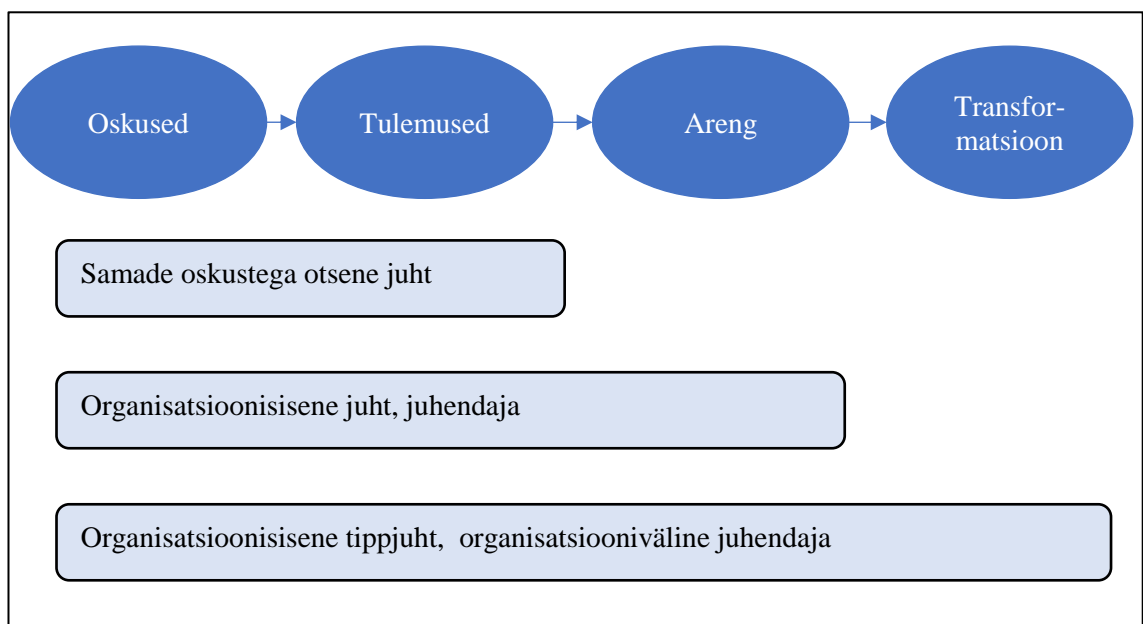 Oskused
Tulemused
Areng
Transfor-
matsioon
Samade oskustega otsene juht
Organisatsioonisisene juht, juhendaja
Organisatsioonisisene tippjuht,  organisatsiooniväline juhendaja